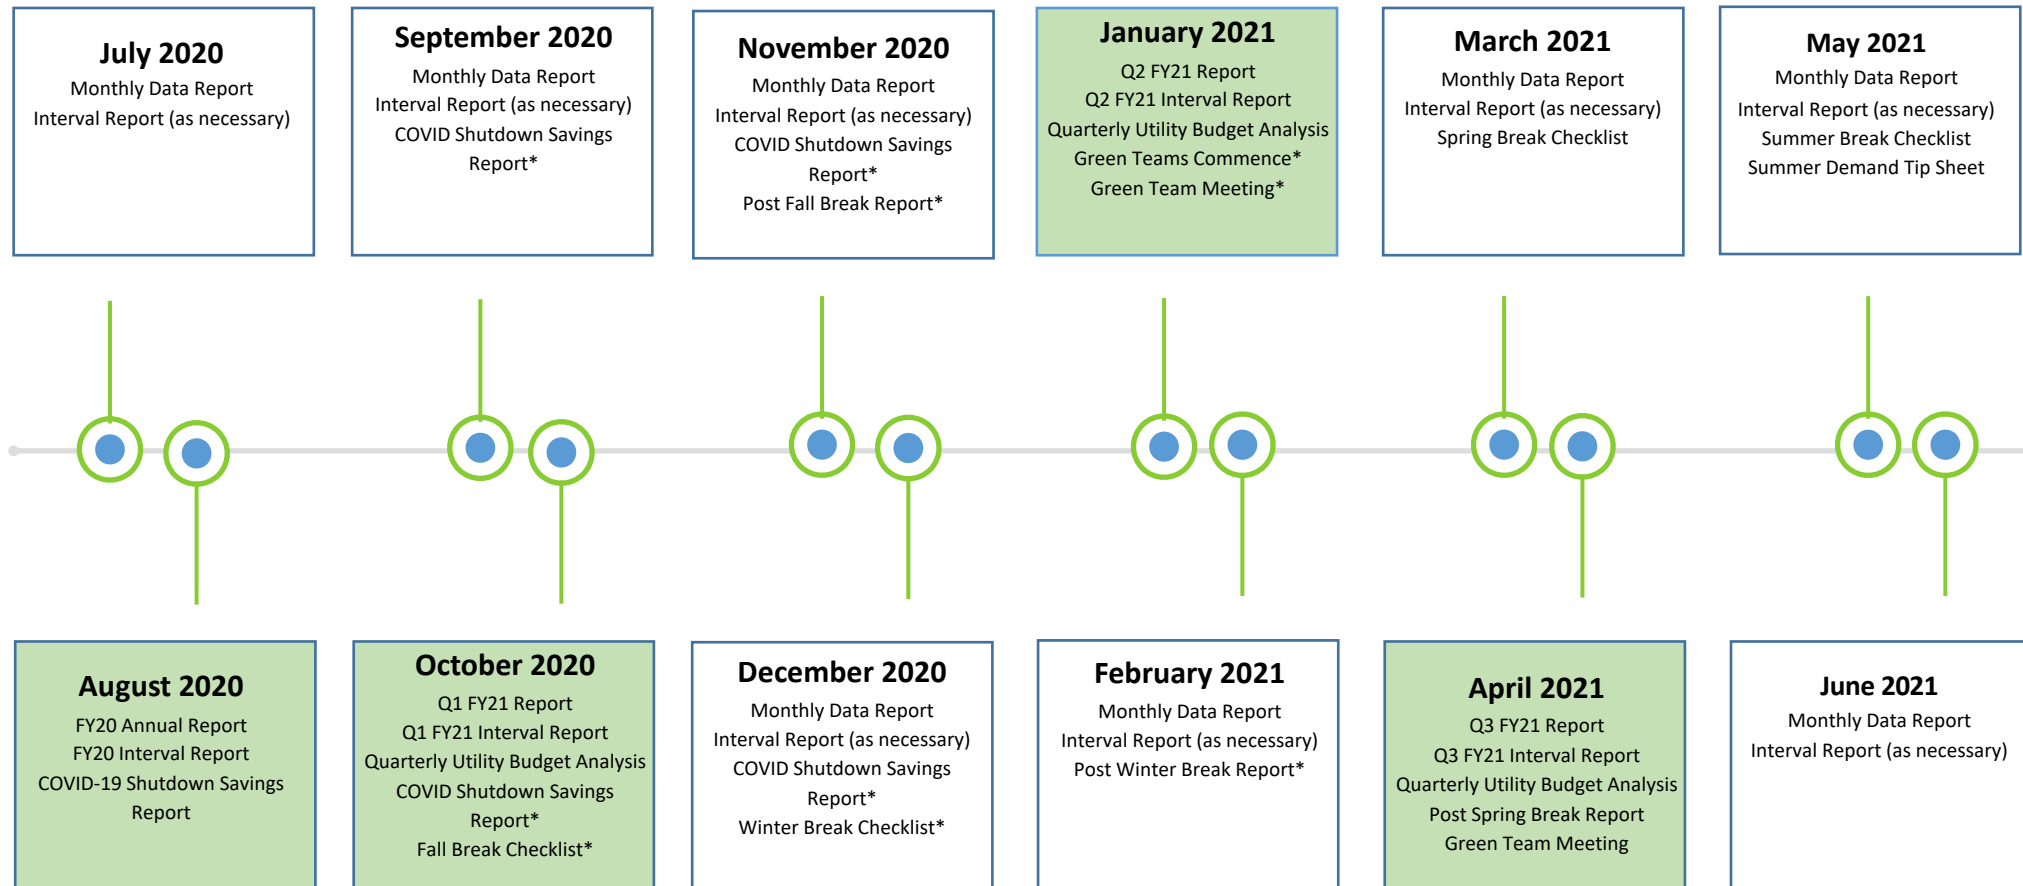 July 2020
Monthly Data Report
Interval Report (as necessary)
September 2020
Monthly Data Report
Interval Report (as necessary)
COVID Shutdown Savings
Report*
November 2020
Monthly Data Report
Interval Report (as necessary)
COVID Shutdown Savings
Report*
Post Fall Break Report*
January 2021
Q2 FY21 Report
Q2 FY21 Interval Report
Quarterly Utility Budget Analysis
Green Teams Commence*
Green Team Meeting*
March 2021
Monthly Data Report
Interval Report (as necessary)
Spring Break Checklist
May 2021
Monthly Data Report
Interval Report (as necessary)
Summer Break Checklist
Summer Demand Tip Sheet
August 2020
FY20 Annual Report
FY20 Interval Report
COVID-19 Shutdown Savings
Report
October 2020
Q1 FY21 Report
Q1 FY21 Interval Report
Quarterly Utility Budget Analysis
COVID Shutdown Savings
Report*
Fall Break Checklist*
December 2020
Monthly Data Report
Interval Report (as necessary)
COVID Shutdown Savings
Report*
Winter Break Checklist*
February 2021
Monthly Data Report
Interval Report (as necessary)
Post Winter Break Report*
April 2021
Q3 FY21 Report
Q3 FY21 Interval Report
Quarterly Utility Budget Analysis
Post Spring Break Report
Green Team Meeting
June 2021
Monthly Data Report
Interval Report (as necessary)